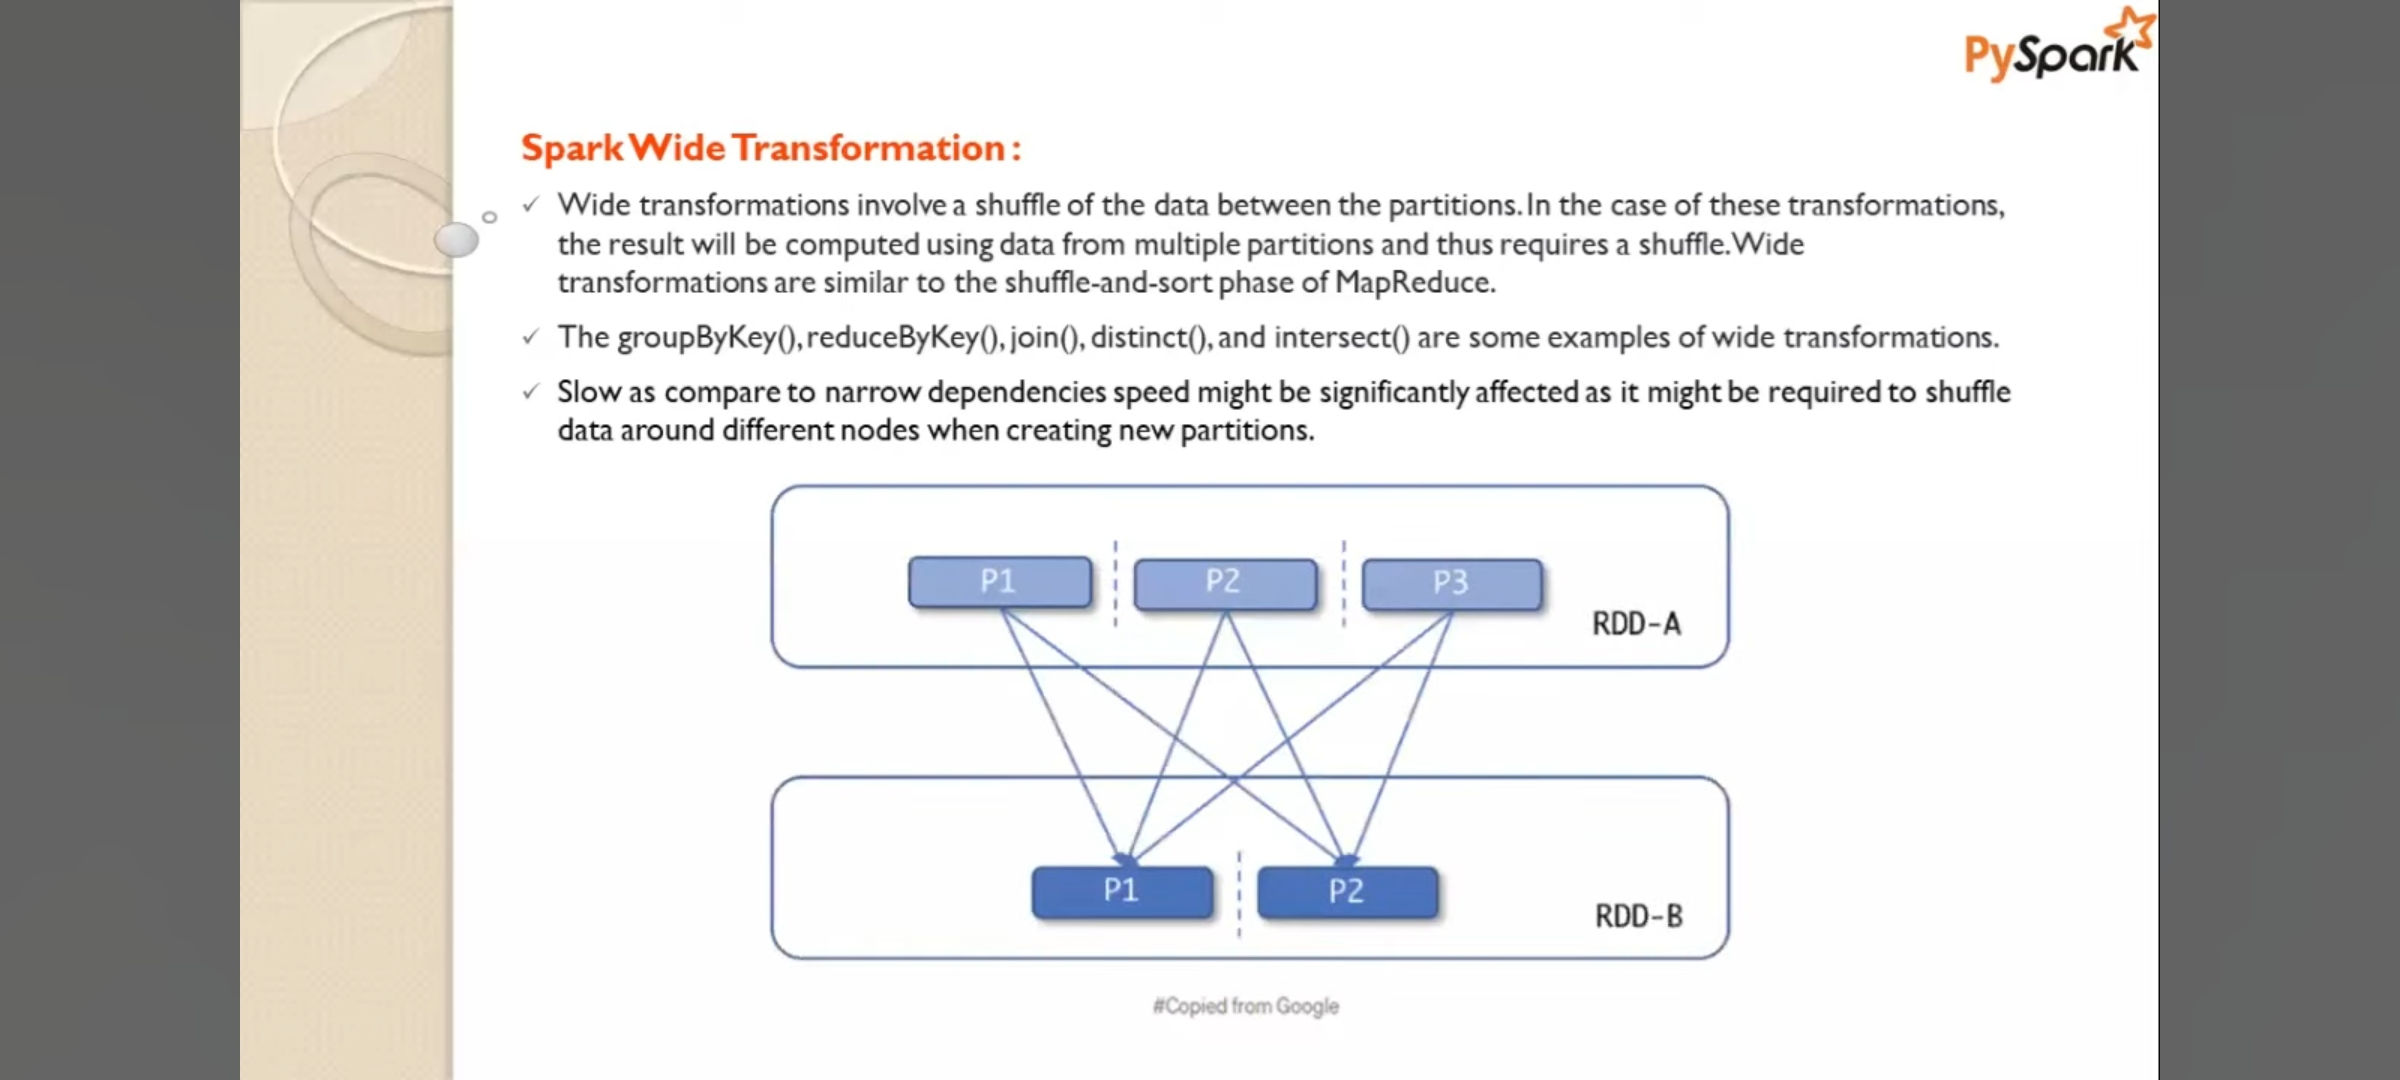 PySpark
Spark Wide Transformation :
✓ Wide transformations involve a shuffle of the data between the partitions. In the case of these transformations,
the result will be computed using data from multiple partitions and thus requires a shuffle. Wide
transformations are similar to the shuffle-and-sort phase of MapReduce.
✓ The groupByKey(), reduceByKey(), join(), distinct(), and intersect() are some examples of wide transformations.
✓ Slow as compare to narrow dependencies speed might be significantly affected as it might be required to shuffle
data around different nodes when creating new partitions.
P1 P2 P3
RDD-A
P1 P2
RDD-B
#Copied from Google